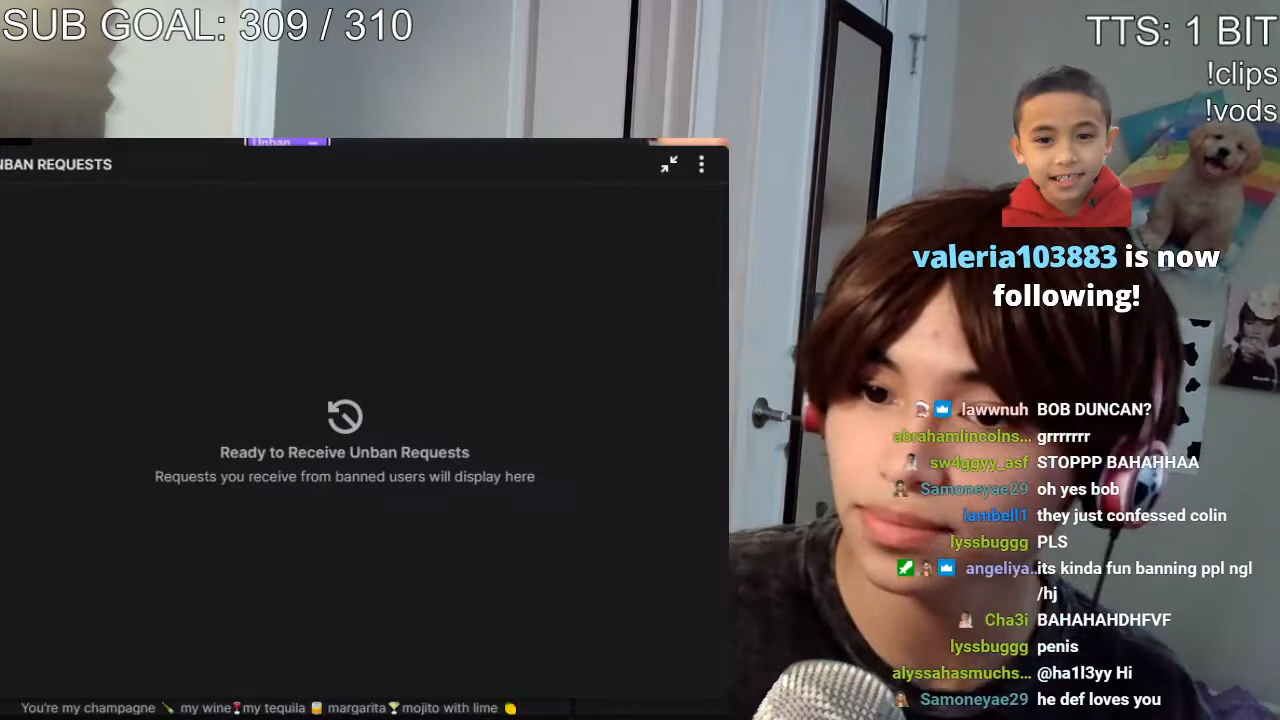 SUB GOAL: 309 / 310
TTS: 1 BIT
!clips
!vods
Unban
NBAN REQUESTS
valeria103883 is now
following!
Ready to Receive Unban Requests
Requests you receive from banned users will display here
lawwnuh BOB DUNCAN?
abrahamlincolns... grrrrrrr
sw4ggyy_asf STOPPP BAHAHHAA
Samoneyae29 oh yes bob
lambell1 they just confessed colin
lyssbuggg PLS
angeliya.. its kinda fun banning ppl ngl
/hj
Cha3i BAHAHAHDHFVF
lyssbuggg penis
alyssahasmuchs... @ha1l3yy Hi
Samoneyae29 he def loves you
You're my champagne 🍾 my wine🍷my tequila 🥃 margarita🍸mojito with lime 🍋